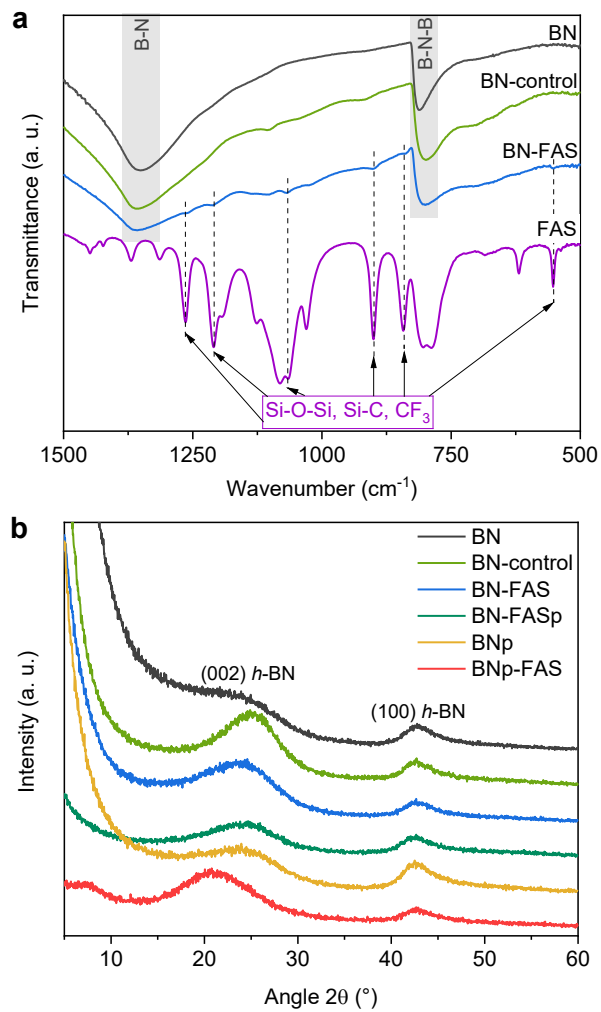 a
B-N
B-N-B
BN
BN-control
BN-FAS
FAS
Transmittance (a. u.)
Si-O-Si, Si-C, CF₃
1500 1250 1000 750 500
Wavenumber (cm⁻¹)
b
BN
BN-control
BN-FAS
BN-FASp
BNp
BNp-FAS
(002) h-BN
(100) h-BN
Intensity (a. u.)
10 20 30 40 50 60
Angle 2θ (°)